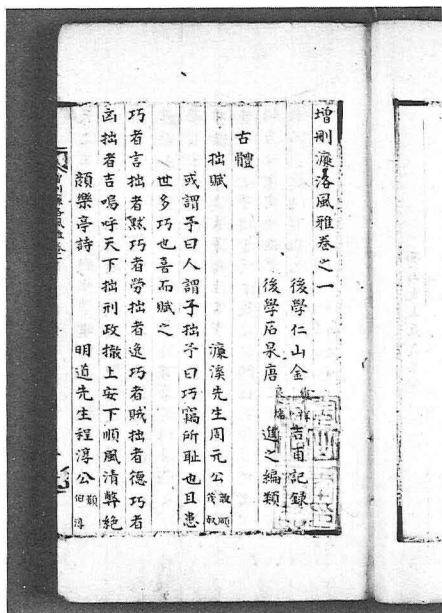 增刪濂洛風雅卷之一
後學仁山金履祥吉甫記錄
後學石泉唐良瑞進之編類
古體
拙賦 濂溪先生周元公敦頤茂叔
或謂予曰人謂予拙予曰巧竊所恥也且患
世多巧也喜而賦之
巧者言拙者默巧者勞拙者逸巧者賊拙者德巧者
凶拙者吉嗚呼天下拙刑政撤上安下順風清弊絶
顔樂亭詩 明道先生程淳公顥伯淳